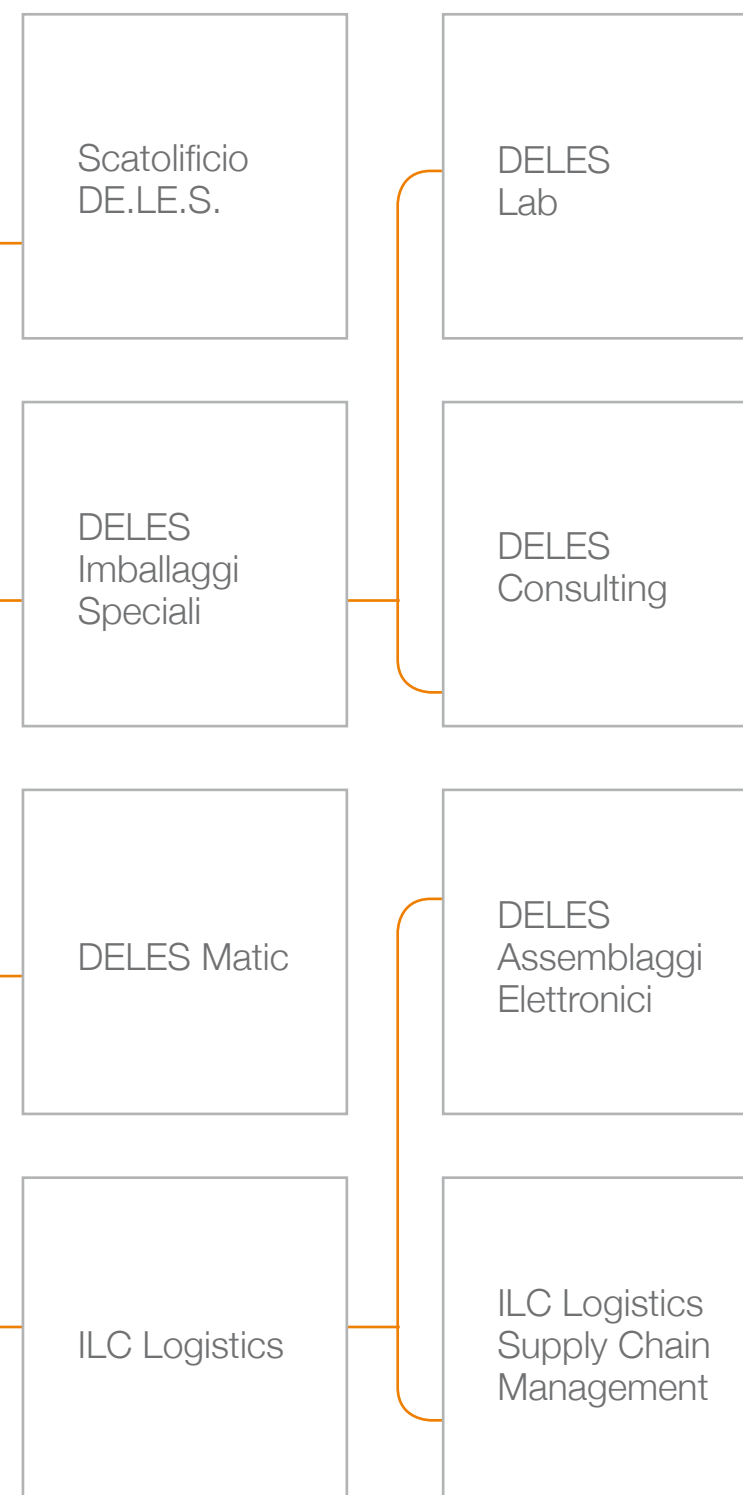 Scatolificio
DE.LE.S.
DELES
Lab
DELES
Imballaggi
Speciali
DELES
Consulting
DELES Matic
DELES
Assemblaggi
Elettronici
ILC Logistics
ILC Logistics
Supply Chain
Management